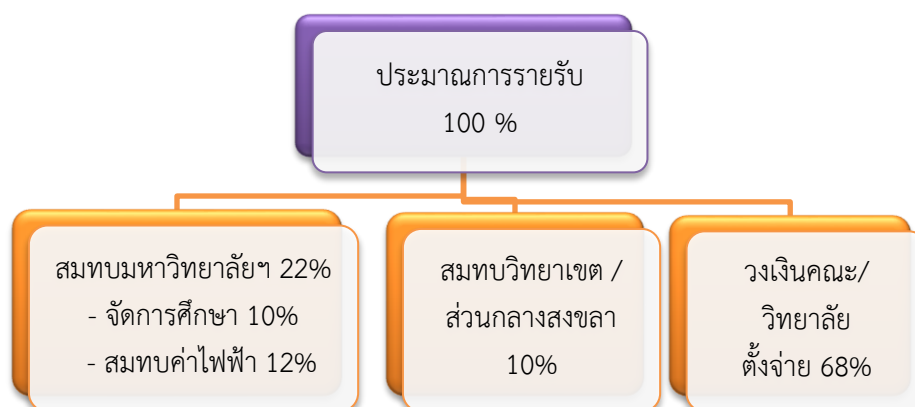 ประมาณการรายรับ
100 %
สมทบมหาวิทยาลัยฯ 22%
- จัดการศึกษา 10%
- สมทบค่าไฟฟ้า 12%
สมทบวิทยาเขต /
ส่วนกลางสงขลา
10%
วงเงินคณะ/
วิทยาลัย
ตั้งจ่าย 68%